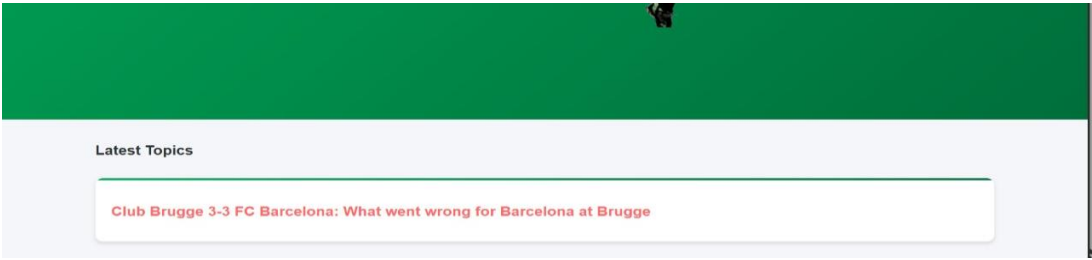 Latest Topics
Club Brugge 3-3 FC Barcelona: What went wrong for Barcelona at Brugge